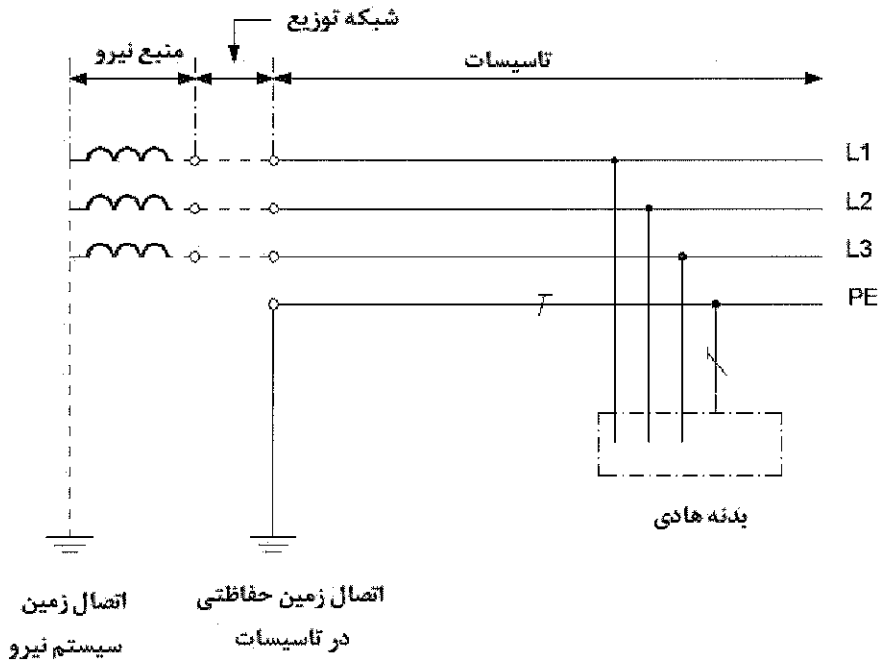 شبکه توزیع
منبع نیرو
تاسیسات
L1
L2
L3
PE
بدنه هادی
اتصال زمین حفاظتی
در تاسیسات
اتصال زمین
سیستم نیرو